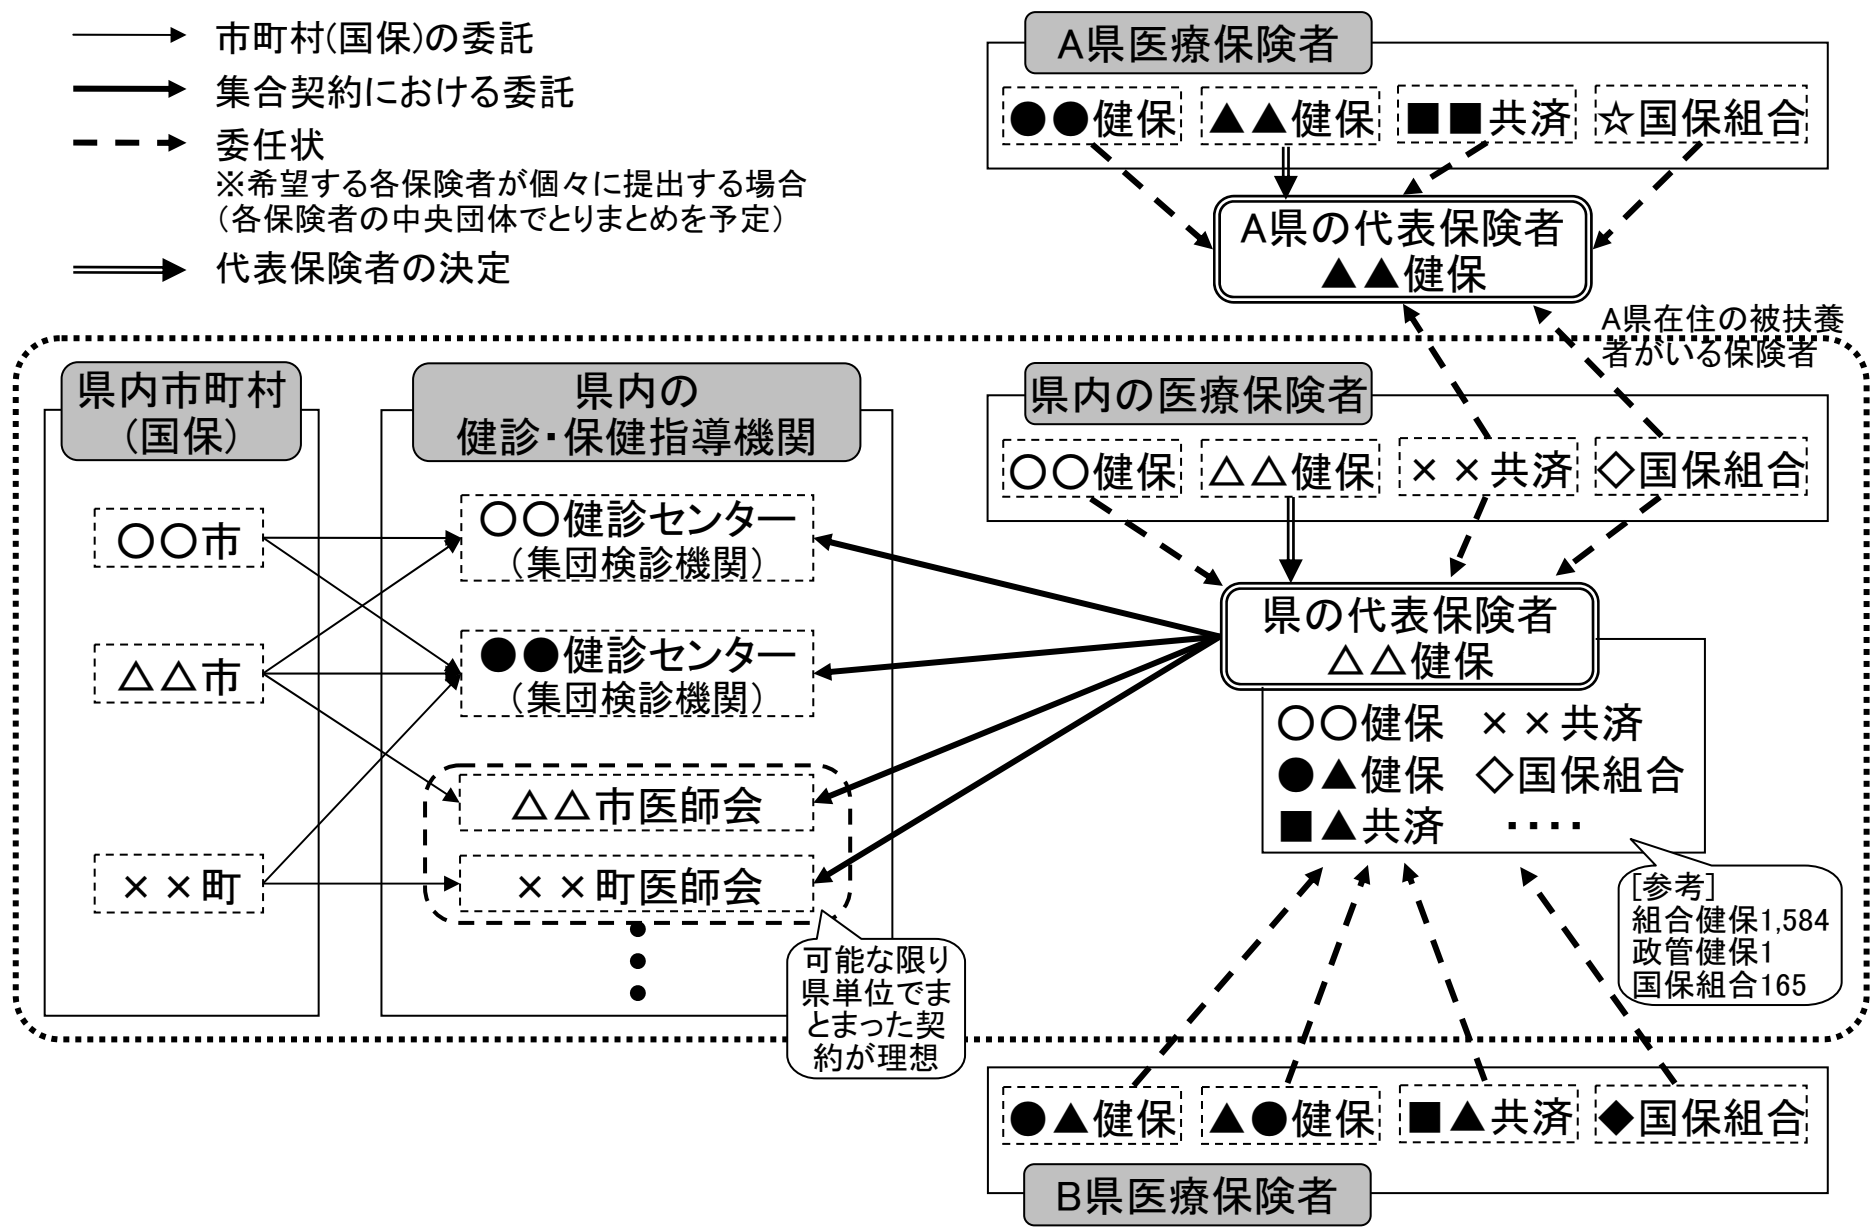 市町村(国保)の委託
集合契約における委託
委任状
※希望する各保険者が個々に提出する場合
（各保険者の中央団体でとりまとめを予定）
代表保険者の決定
A県医療保険者
●●健保
▲▲健保
■■共済
☆国保組合
A県の代表保険者
▲▲健保
A県在住の被扶養
者がいる保険者
県内市町村
(国保)
○○市
△△市
××町
県内の
健診・保健指導機関
○○健診センター
（集団検診機関）
●●健診センター
（集団検診機関）
△△市医師会
××町医師会
可能な限り
県単位でま
とまった契
約が理想
県内の医療保険者
○○健保
△△健保
××共済
◇国保組合
県の代表保険者
△△健保
○○健保 ××共済
●▲健保 ◇国保組合
■▲共済 ････
[参考]
組合健保1,584
政管健保1
国保組合165
●▲健保
▲●健保
■▲共済
◆国保組合
B県医療保険者